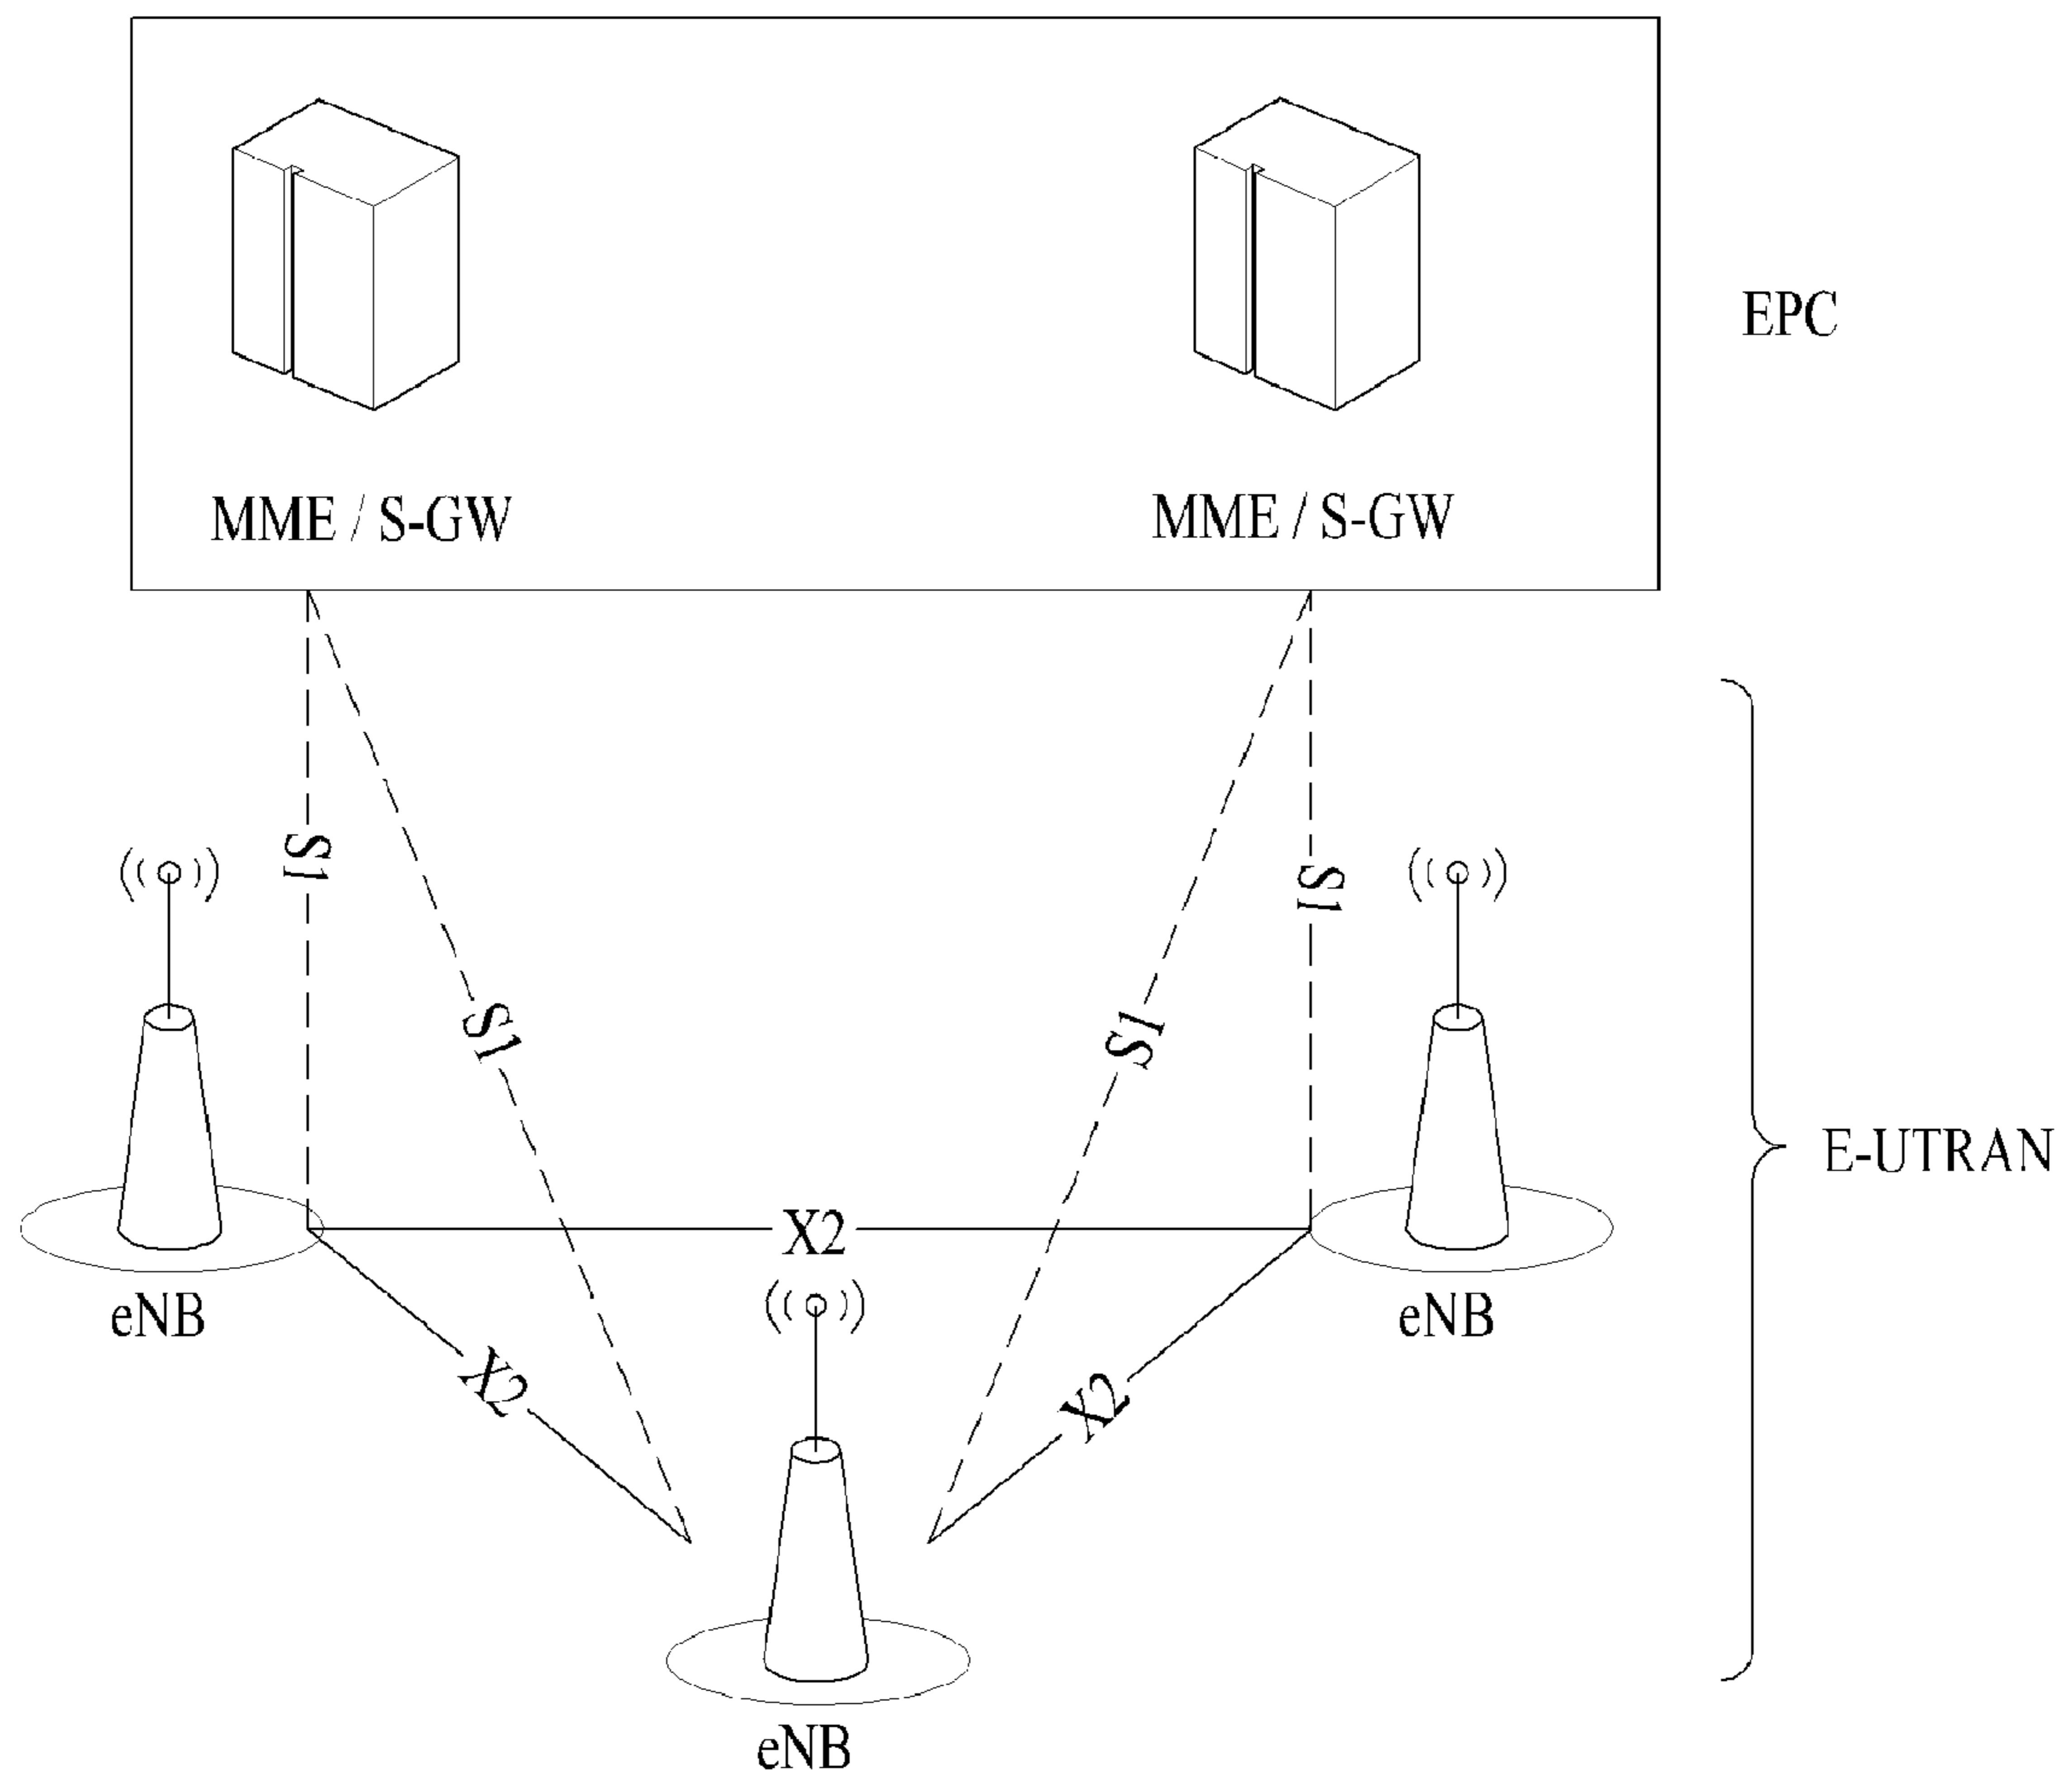 EPC
MME / S-GW
MME / S-GW
S1
S1
S1
S1
E-UTRAN
X2
eNB
eNB
X2
X2
eNB